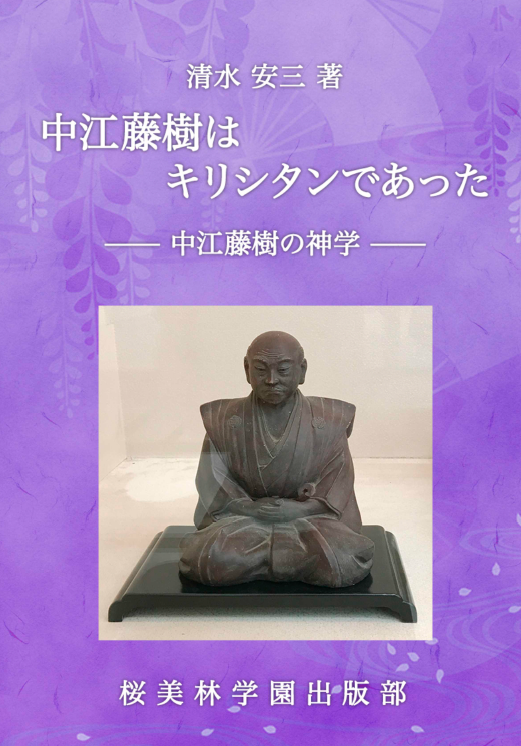 清水 安三 著
中江藤樹は
キリシタンであった
―― 中江藤樹の神学 ――
桜美林学園出版部